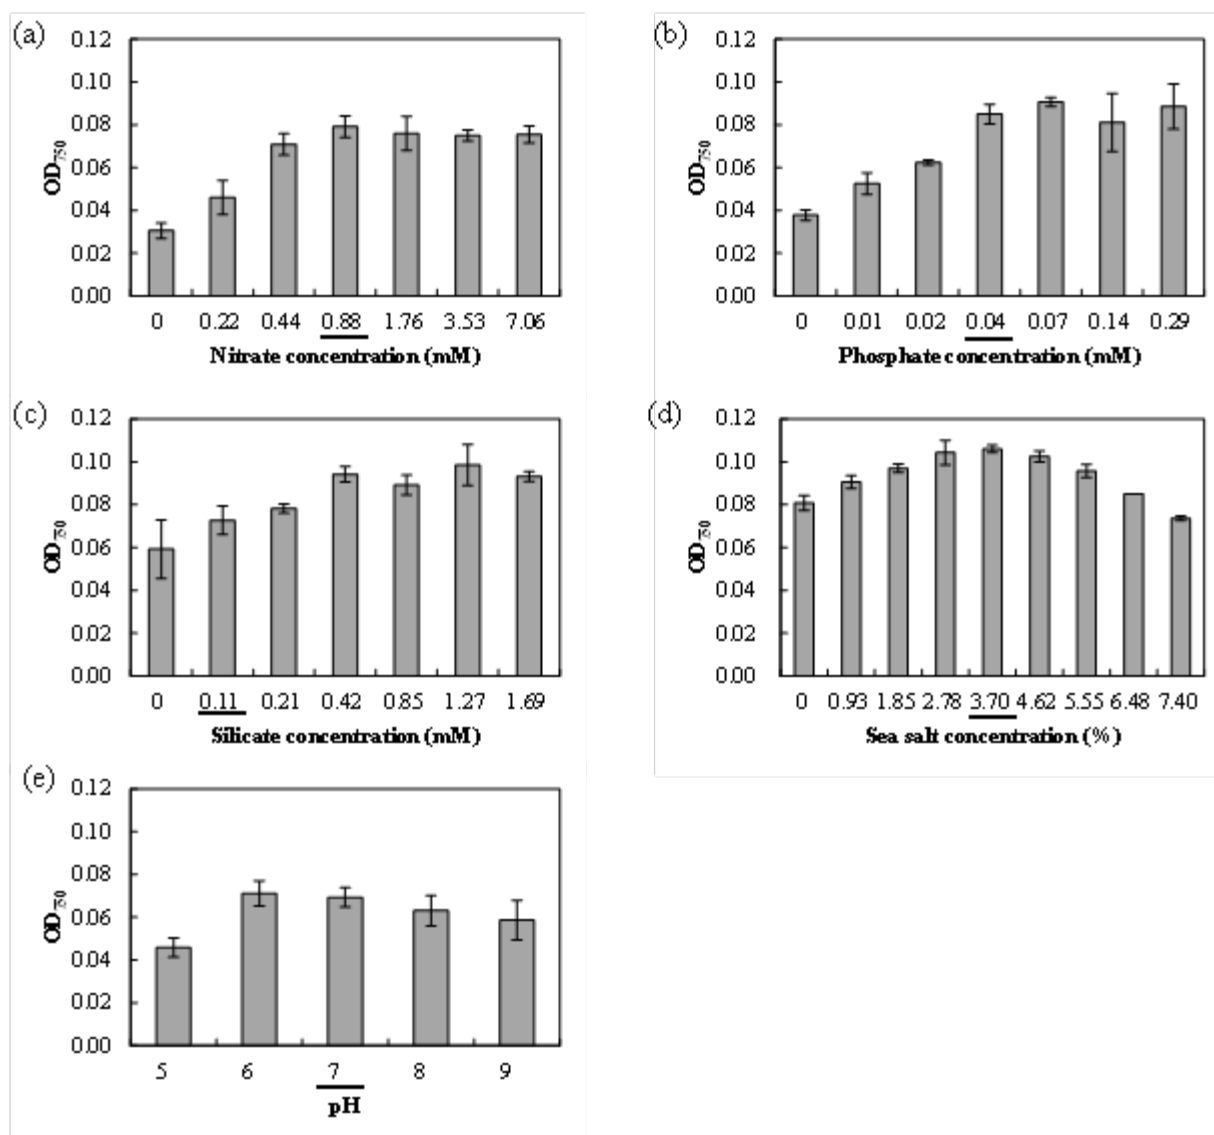 (a)
0.12
0.10
0.08
0.06
0.04
0.02
0.00
OD750
0 0.22 0.44 0.88 1.76 3.53 7.06
Nitrate concentration (mM)
(b)
0.12
0.10
0.08
0.06
0.04
0.02
0.00
OD750
0 0.01 0.02 0.04 0.07 0.14 0.29
Phosphate concentration (mM)
(c)
0.12
0.10
0.08
0.06
0.04
0.02
0.00
OD750
0 0.11 0.21 0.42 0.85 1.27 1.69
Silicate concentration (mM)
(d)
0.12
0.10
0.08
0.06
0.04
0.02
0.00
OD750
0 0.93 1.85 2.78 3.70 4.62 5.55 6.48 7.40
Sea salt concentration (%)
(e)
0.12
0.10
0.08
0.06
0.04
0.02
0.00
OD750
5 6 7 8 9
pH